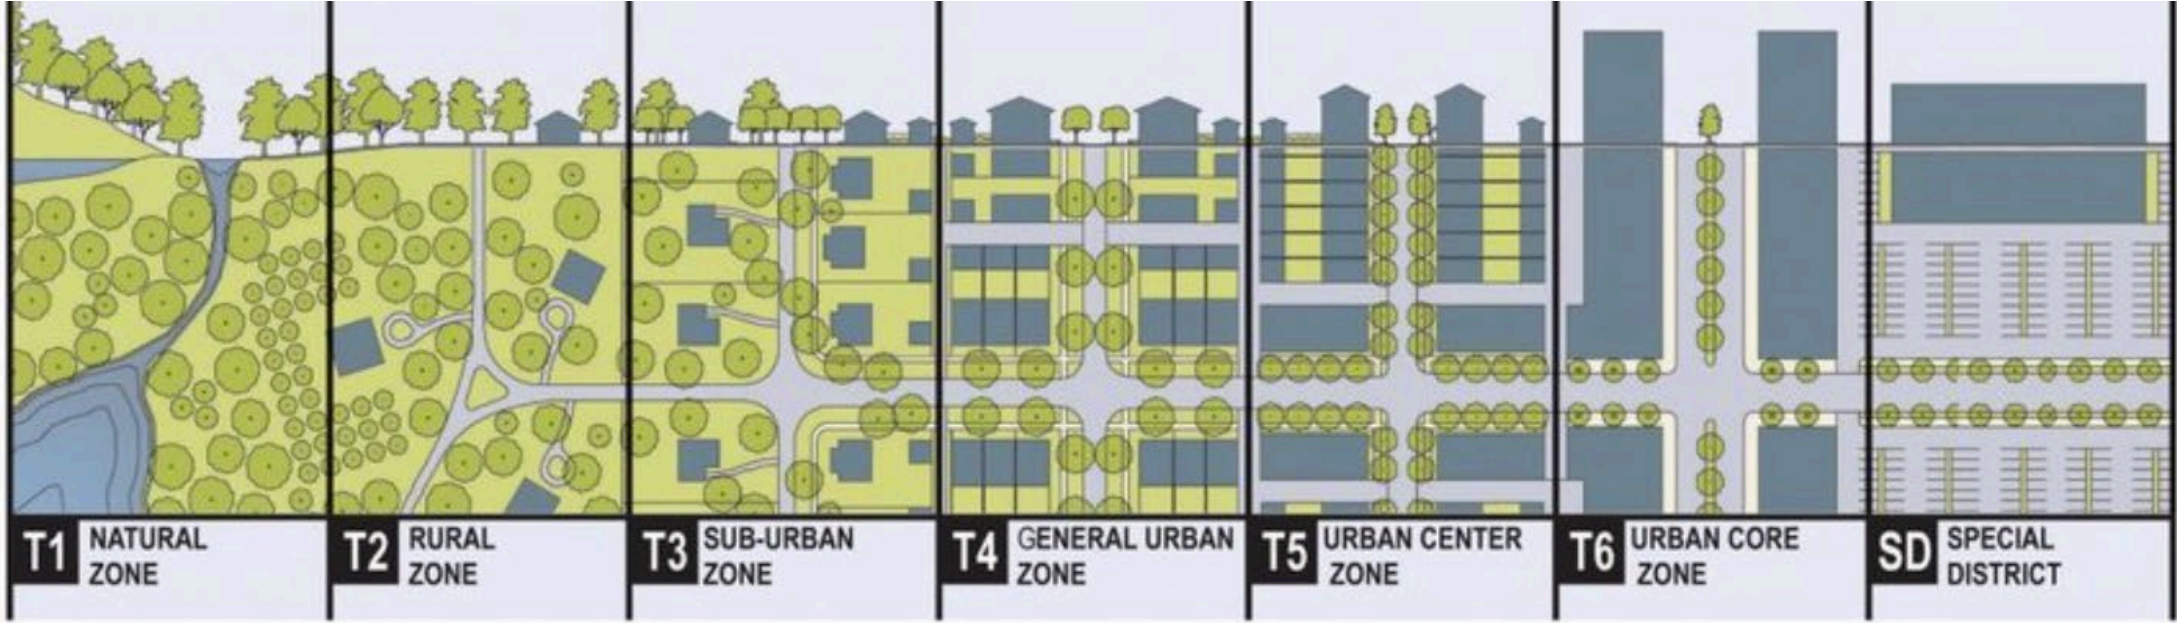 T1 NATURAL
ZONE
T2 RURAL
ZONE
T3 SUB-URBAN
ZONE
T4 GENERAL URBAN
ZONE
T5 URBAN CENTER
ZONE
T6 URBAN CORE
ZONE
SD SPECIAL
DISTRICT